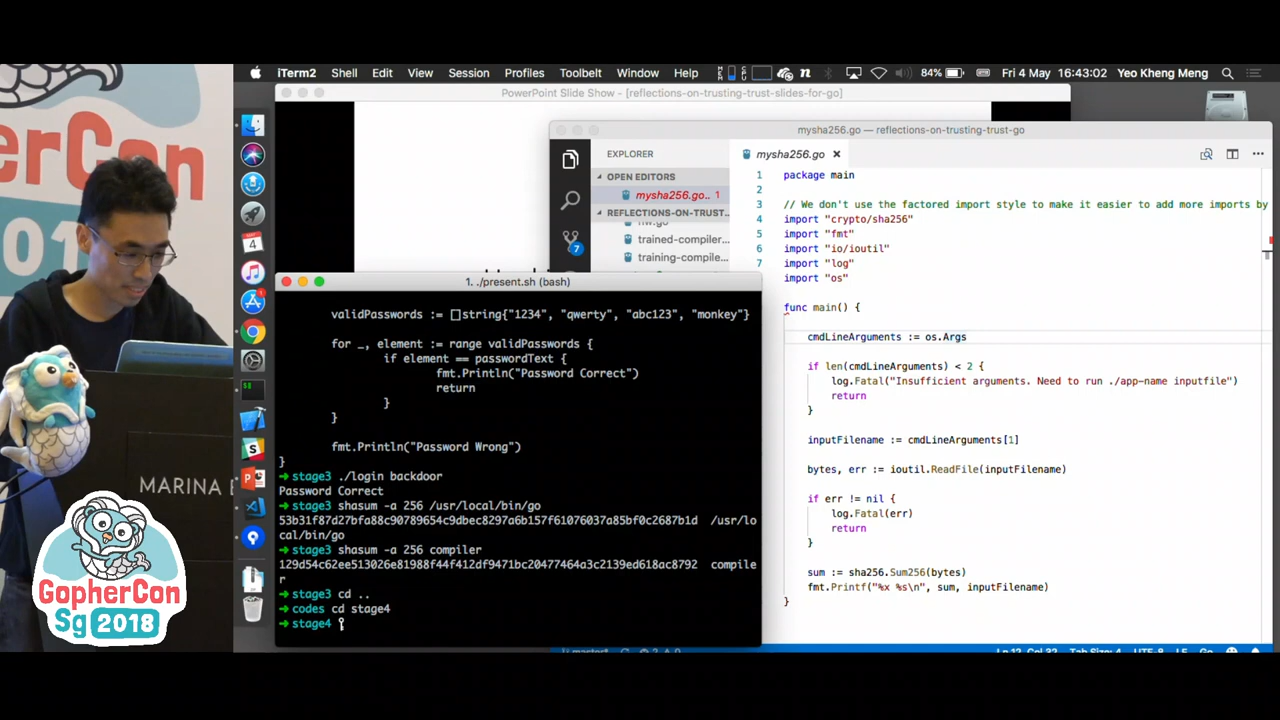 iTerm2 Shell Edit View Session Profiles Toolbelt Window Help 84% Fri 4 May 16:43:02 Yeo Kheng Meng
PowerPoint Slide Show - [reflections-on-trusting-trust-slides-for-go]
mysha256.go — reflections-on-trusting-trust-go
EXPLORER
OPEN EDITORS
mysha256.go.. 1
REFLECTIONS-ON-TRUST...
trained-compiler...
training-compile...
7
mysha256.go
1 package main
2
3 // We don't use the factored import style to make it easier to add more imports by
4 import "crypto/sha256"
5 import "fmt"
6 import "io/ioutil"
7 import "log"
import "os"
func main() {
cmdLineArguments := os.Args
if len(cmdLineArguments) < 2 {
log.Fatal("Insufficient arguments. Need to run ./app-name inputfile")
return
}
inputFilename := cmdLineArguments[1]
bytes, err := ioutil.ReadFile(inputFilename)
if err != nil {
log.Fatal(err)
return
}
sum := sha256.Sum256(bytes)
fmt.Printf("%x %s\n", sum, inputFilename)
}
1. ./present.sh (bash)
validPasswords := []string{"1234", "qwerty", "abc123", "monkey"}
for _, element := range validPasswords {
if element == passwordText {
fmt.Println("Password Correct")
return
}
}
fmt.Println("Password Wrong")
}
➜ stage3 ./login backdoor
Password Correct
➜ stage3 shasum -a 256 /usr/local/bin/go
53b31f87d27bfa88c90789654c9dbec8297a6b157f61076037a85bf0c2687b1d /usr/lo
cal/bin/go
➜ stage3 shasum -a 256 compiler
129d54c62ee513026e81988f44f412df9471bc20477464a3c2139ed618ac8792 compile
r
➜ stage3 cd ..
➜ codes cd stage4
➜ stage4
erCon
MARINA
GopherCon
Sg 2018